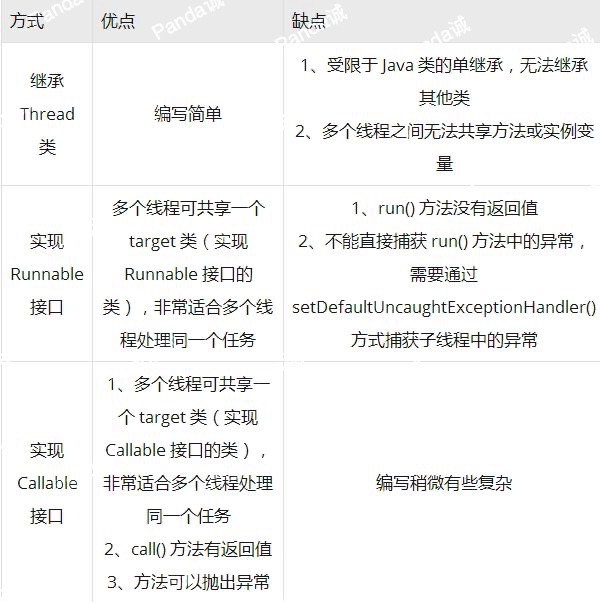 方式 优点 缺点
继承
Thread
类
编写简单
1、受限于 Java 类的单继承，无法继承
其他类
2、多个线程之间无法共享方法或实例变
量
实现
Runnable
接口
多个线程可共享一个
target 类（实现
Runnable 接口的
类），非常适合多个线
程处理同一个任务
1、run() 方法没有返回值
2、不能直接捕获 run() 方法中的异常，
需要通过
setDefaultUncaughtExceptionHandler()
方式捕获子线程中的异常
实现
Callable
接口
1、多个线程可共享一
个 target 类（实现
Callable 接口的类），
非常适合多个线程处理
同一个任务
2、call() 方法有返回值
3、方法可以抛出异常
编写稍微有些复杂
Panda诚